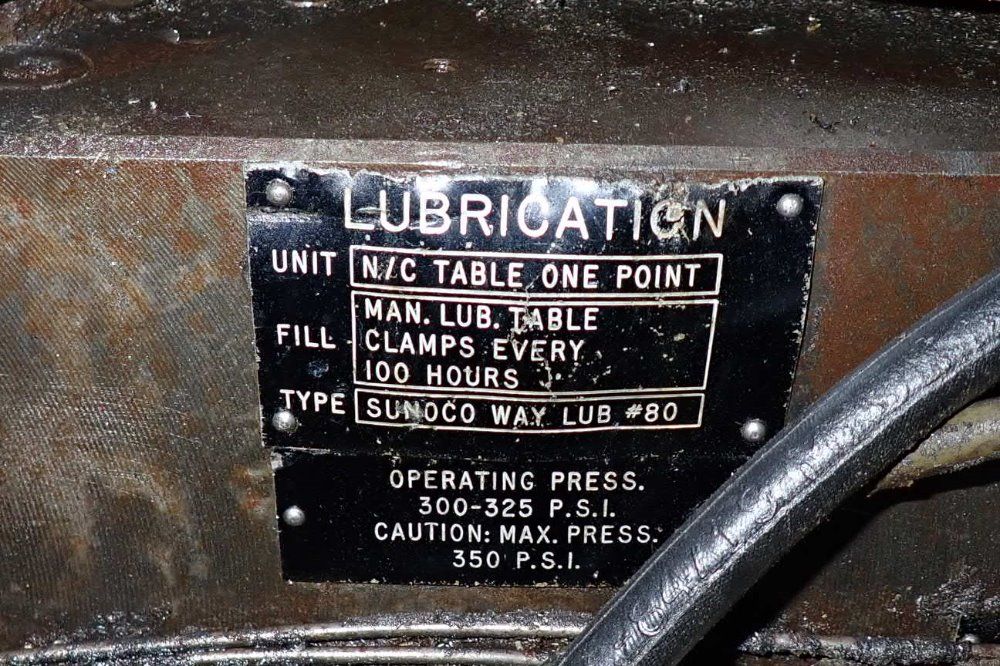 LUBRICATION
UNIT N/C TABLE ONE POINT
MAN. LUB. TABLE
FILL CLAMPS EVERY
100 HOURS
TYPE SUNOCO WAY LUB #80
OPERATING PRESS.
300-325 P.S.I.
CAUTION: MAX. PRESS.
350 P.S.I.